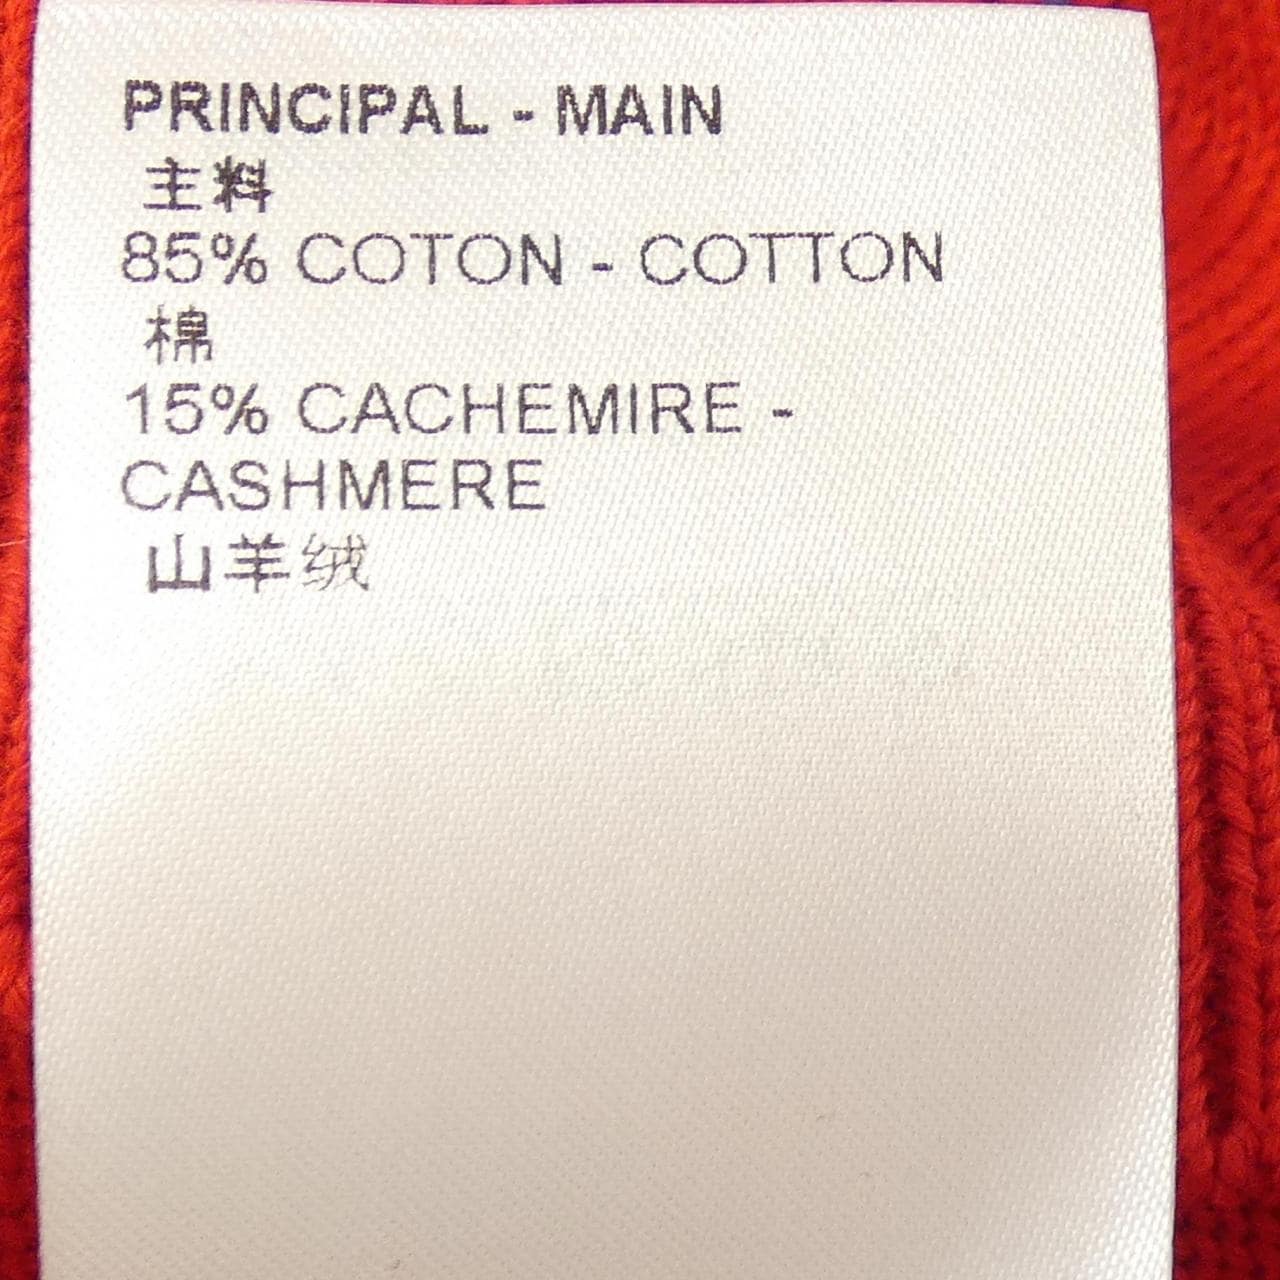 PRINCIPAL - MAIN
主料
85% COTON - COTTON
棉
15% CACHEMIRE -
CASHMERE
山羊绒